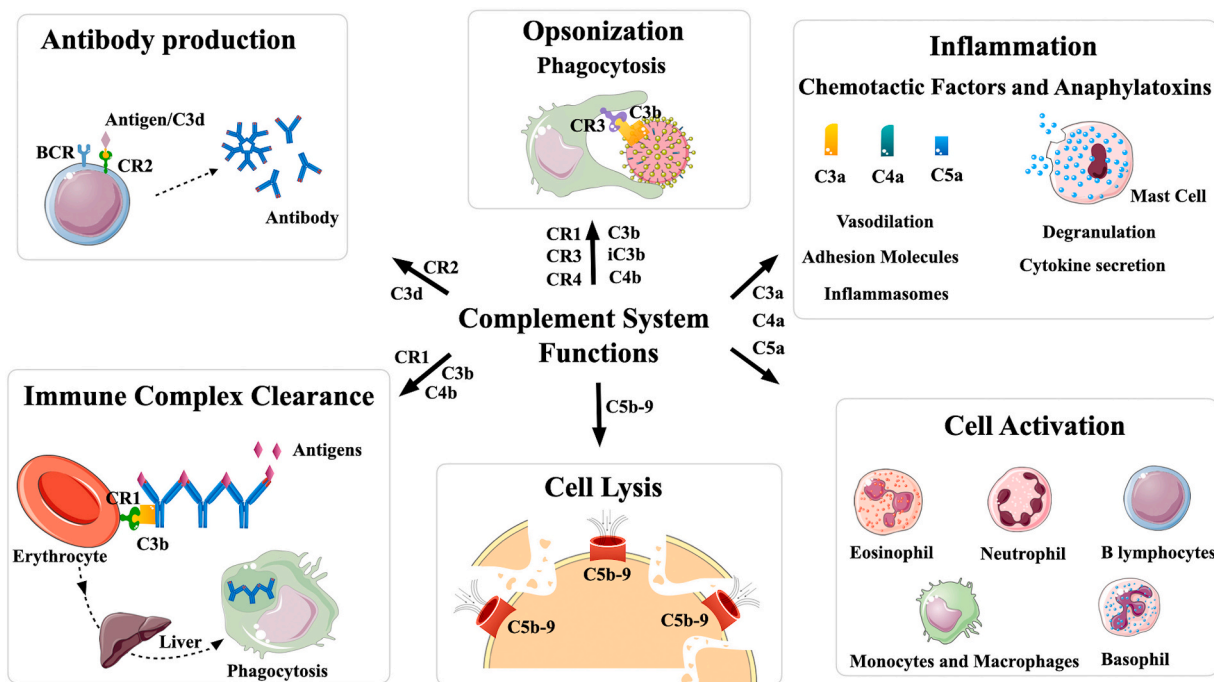 Antibody production
Antigen/C3d
BCR
CR2
Antibody
Opsonization
Phagocytosis
C3b
CR3
Inflammation
Chemotactic Factors and Anaphylatoxins
C3a
C4a
C5a
Mast Cell
Vasodilation
Degranulation
Adhesion Molecules
Cytokine secretion
Inflammasomes
CR1
C3b
CR3
iC3b
CR4
C4b
CR2
C3d
C3a
C4a
C5a
Complement System
Functions
CR1
C3b
C4b
C5b-9
Immune Complex Clearance
Antigens
CR1
C3b
Erythrocyte
Liver
Phagocytosis
Cell Lysis
C5b-9
C5b-9
C5b-9
Cell Activation
Eosinophil
Neutrophil
B lymphocytes
Monocytes and Macrophages
Basophil